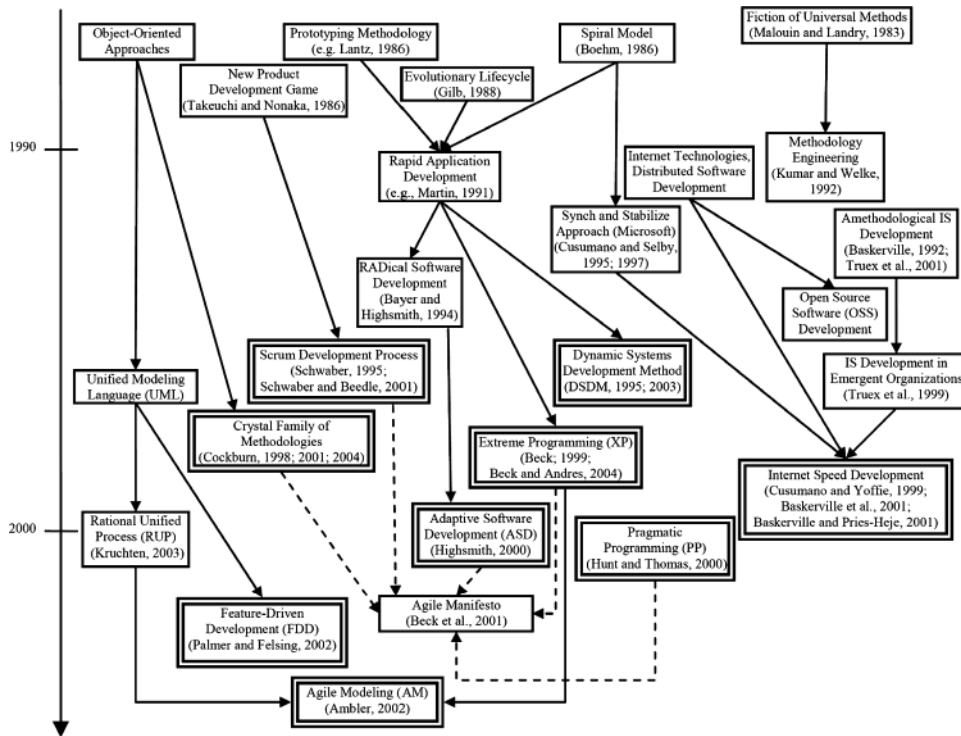 Object-Oriented
Approaches
Prototyping Methodology
(e.g. Lantz, 1986)
Spiral Model
(Boehm, 1986)
Fiction of Universal Methods
(Malouin and Landry, 1983)
New Product
Development Game
(Takeuchi and Nonaka, 1986)
Evolutionary Lifecycle
(Gilb, 1988)
1990
Rapid Application
Development
(e.g., Martin, 1991)
Internet Technologies,
Distributed Software
Development
Methodology
Engineering
(Kumar and Welke,
1992)
Synch and Stabilize
Approach (Microsoft)
(Cusumano and Selby,
1995; 1997)
Amethodological IS
Development
(Baskerville, 1992;
Truex et al., 2001)
RADical Software
Development
(Bayer and
Highsmith, 1994)
Open Source
Software (OSS)
Development
Scrum Development Process
(Schwaber, 1995;
Schwaber and Beedle,
2001)
Dynamic Systems
Development Method
(DSDM, 1995; 2003)
IS Development in
Emergent Organizations
(Truex et al., 1999)
Unified Modeling
Language (UML)
Crystal Family of
Methodologies
(Cockburn, 1998; 2001; 2004)
Extreme Programming (XP)
(Beck; 1999;
Beck and Andres, 2004)
Internet Speed Development
(Cusumano and Yoffie, 1999;
Baskerville et al., 2001;
Baskerville and Pries-Heje, 2001)
2000
Rational Unified
Process (RUP)
(Kruchten, 2003)
Adaptive Software
Development (ASD)
(Highsmith, 2000)
Pragmatic
Programming (PP)
(Hunt and Thomas, 2000)
Feature-Driven
Development (FDD)
(Palmer and Felsing, 2002)
Agile Manifesto
(Beck et al., 2001)
Agile Modeling (AM)
(Ambler, 2002)